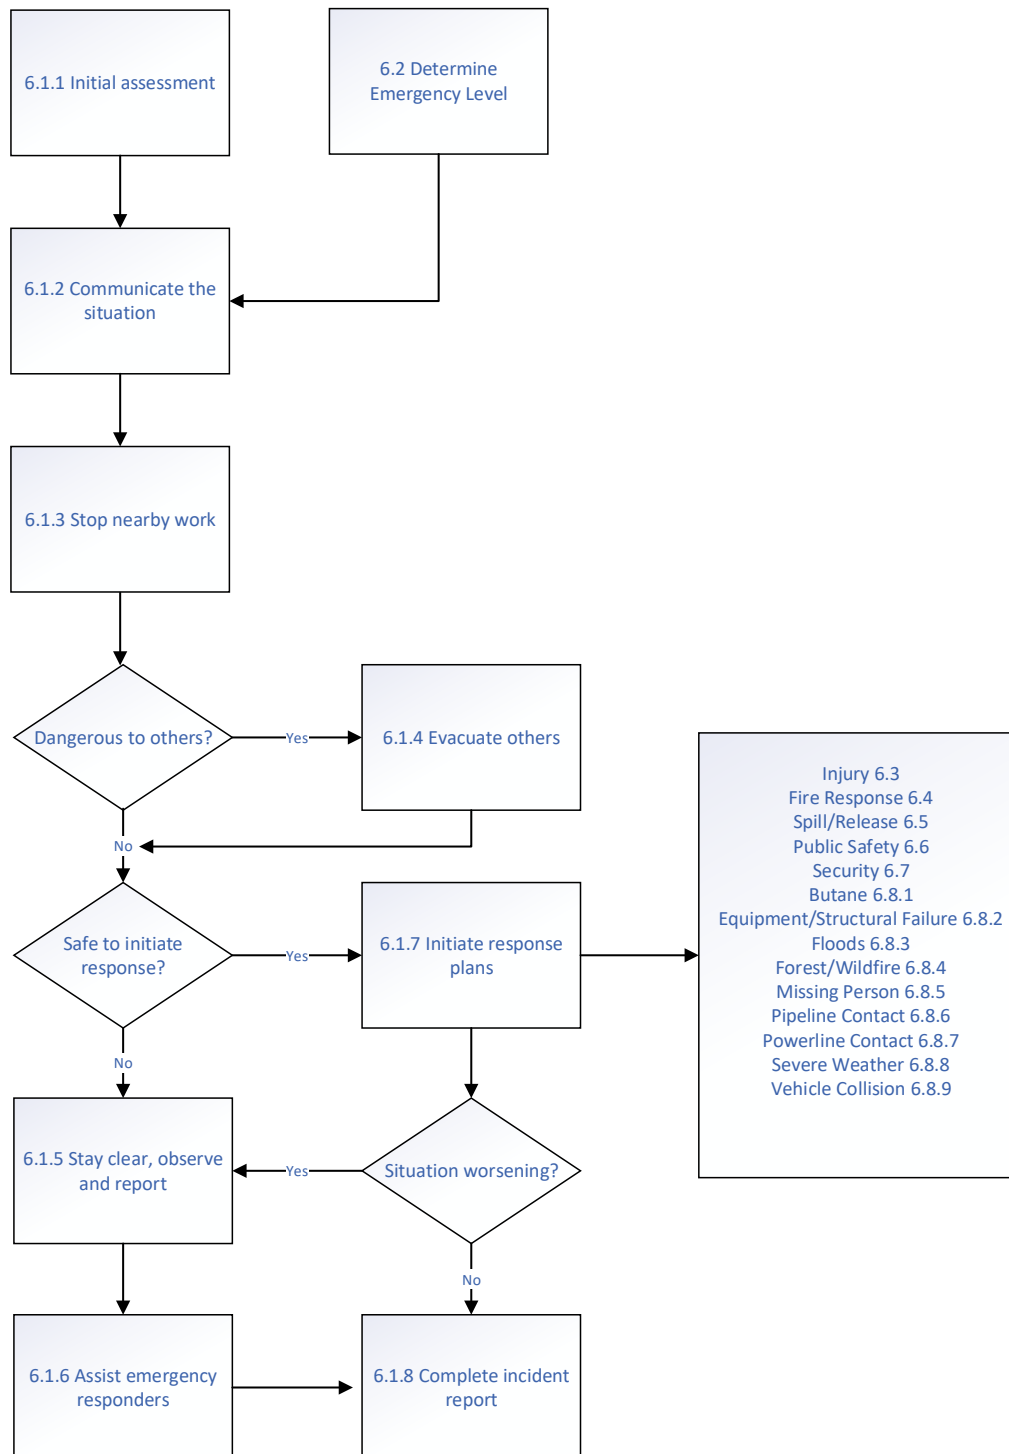 6.1.1 Initial assessment
6.2 Determine
Emergency Level
6.1.2 Communicate the
situation
6.1.3 Stop nearby work
Dangerous to others?
Yes
6.1.4 Evacuate others
No
Injury 6.3
Fire Response 6.4
Spill/Release 6.5
Public Safety 6.6
Security 6.7
Butane 6.8.1
Equipment/Structural Failure 6.8.2
Floods 6.8.3
Forest/Wildfire 6.8.4
Missing Person 6.8.5
Pipeline Contact 6.8.6
Powerline Contact 6.8.7
Severe Weather 6.8.8
Vehicle Collision 6.8.9
Safe to initiate
response?
Yes
6.1.7 Initiate response
plans
No
6.1.5 Stay clear, observe
and report
Yes
Situation worsening?
No
6.1.6 Assist emergency
responders
6.1.8 Complete incident
report